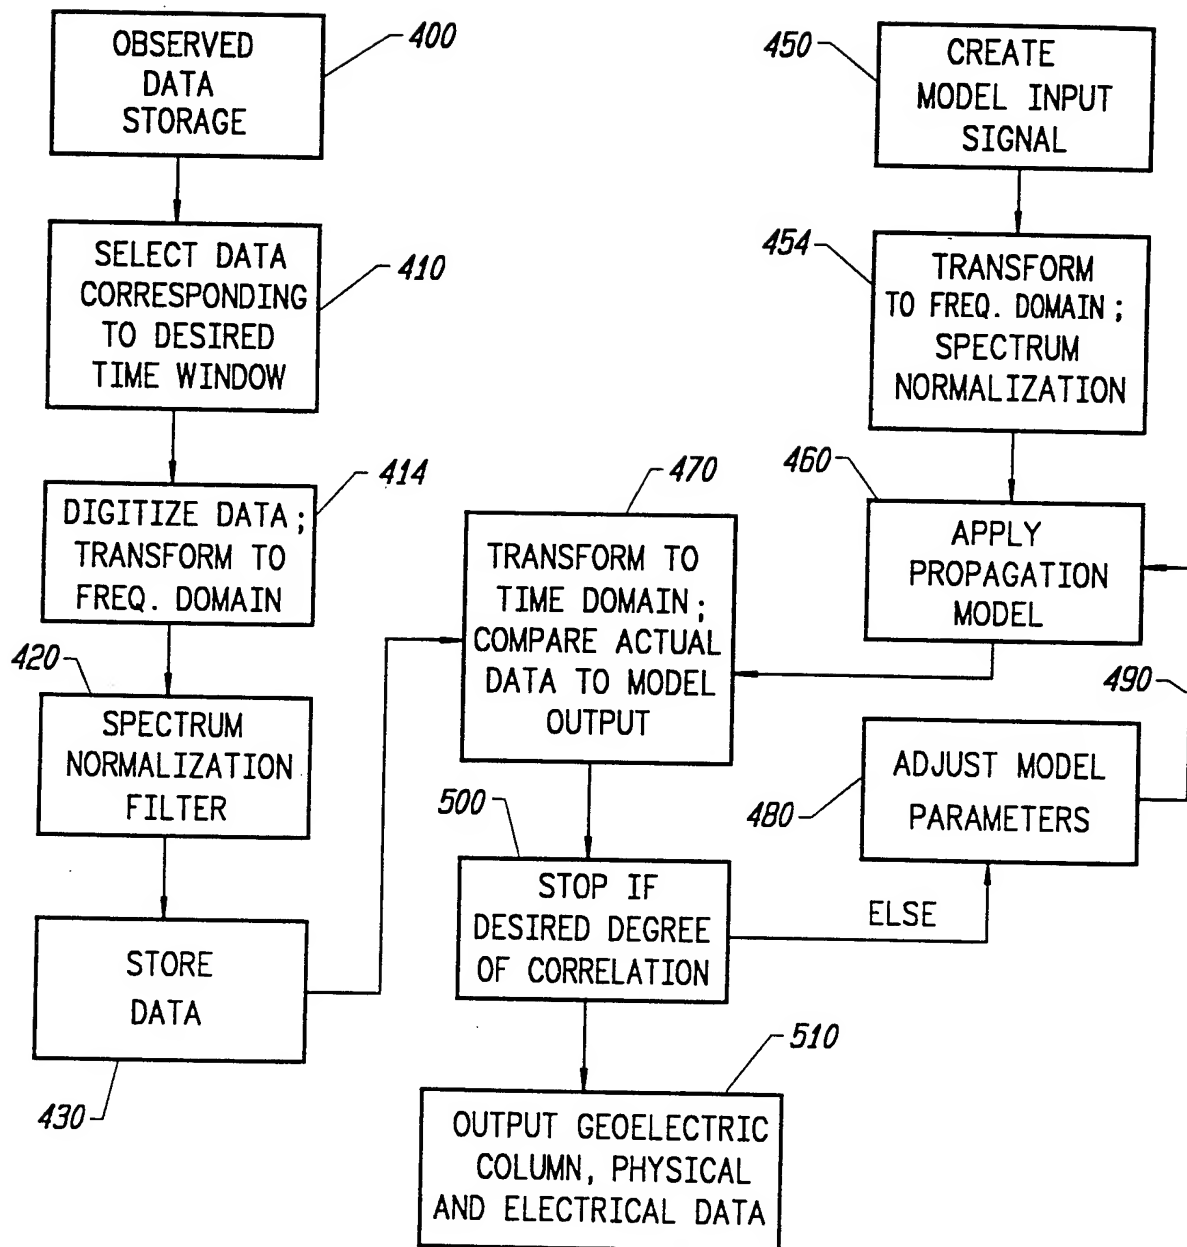 OBSERVED
DATA
STORAGE
400
SELECT DATA
CORRESPONDING
TO DESIRED
TIME WINDOW
410
DIGITIZE DATA;
TRANSFORM TO
FREQ. DOMAIN
414
420
SPECTRUM
NORMALIZATION
FILTER
STORE
DATA
430
450
CREATE
MODEL INPUT
SIGNAL
454
TRANSFORM
TO FREQ. DOMAIN;
SPECTRUM
NORMALIZATION
460
APPLY
PROPAGATION
MODEL
470
TRANSFORM TO
TIME DOMAIN;
COMPARE ACTUAL
DATA TO MODEL
OUTPUT
490
480
ADJUST MODEL
PARAMETERS
500
STOP IF
DESIRED DEGREE
OF CORRELATION
ELSE
510
OUTPUT GEOELECTRIC
COLUMN, PHYSICAL
AND ELECTRICAL DATA